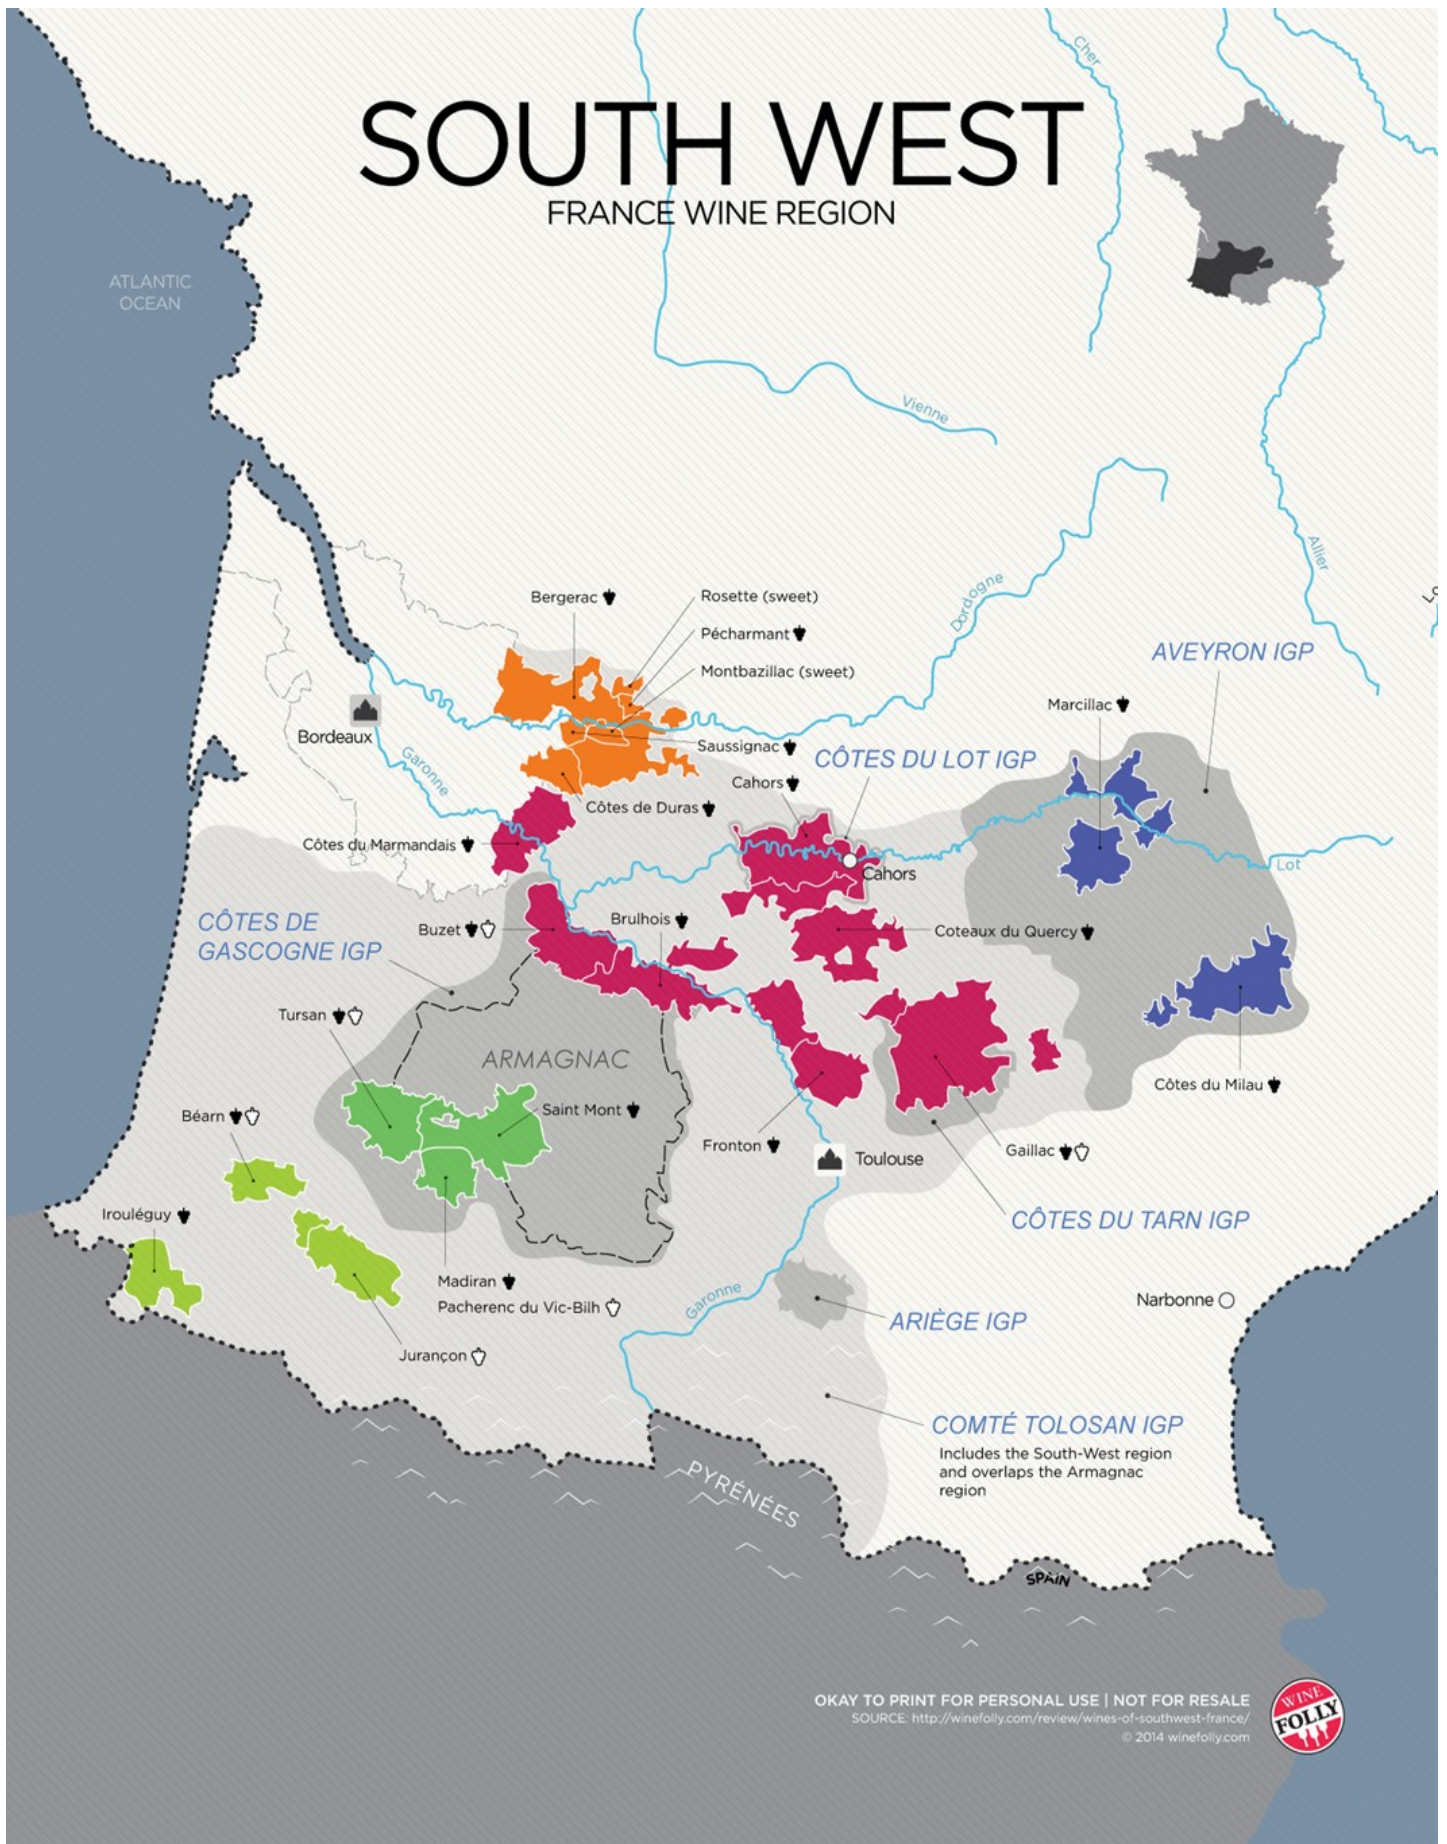 SOUTH WEST
FRANCE WINE REGION
Cher
ATLANTIC
OCEAN
Vienne
Allier
Dordogne
Bergerac
Rosette (sweet)
Pécharmant
Montbazillac (sweet)
AVEYRON IGP
Marcillac
Bordeaux
Garonne
Saussignac
CÔTES DU LOT IGP
Cahors
Côtes de Duras
Côtes du Marmandais
Cahors
Lot
CÔTES DE
GASCOGNE IGP
Buzet
Brulhois
Coteaux du Quercy
Tursan
ARMAGNAC
Côtes du Milau
Béarn
Saint Mont
Fronton
Toulouse
Gaillac
Irouléguy
CÔTES DU TARN IGP
Madiran
Pacherenc du Vic-Bilh
Garonne
ARIÈGE IGP
Narbonne
Jurançon
COMTÉ TOLOSAN IGP
Includes the South-West region
and overlaps the Armagnac
region
PYRÉNÉES
SPAIN
OKAY TO PRINT FOR PERSONAL USE | NOT FOR RESALE
SOURCE: http://winefolly.com/review/wines-of-southwest-france/
© 2014 winefolly.com
WINE
FOLLY